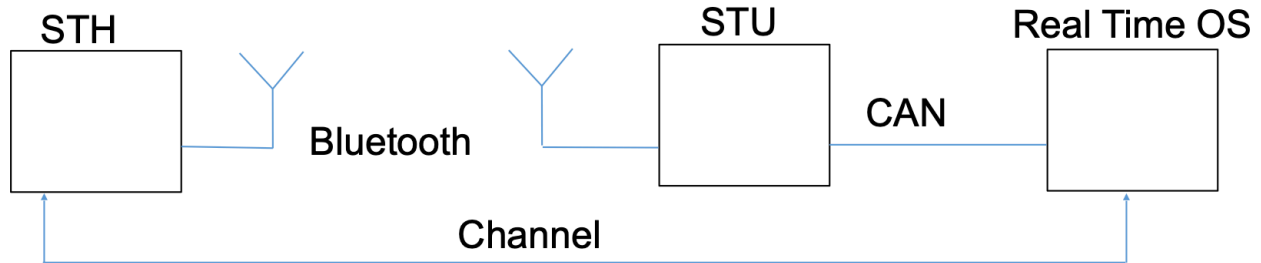 STH
STU
Real Time OS
Bluetooth
CAN
Channel